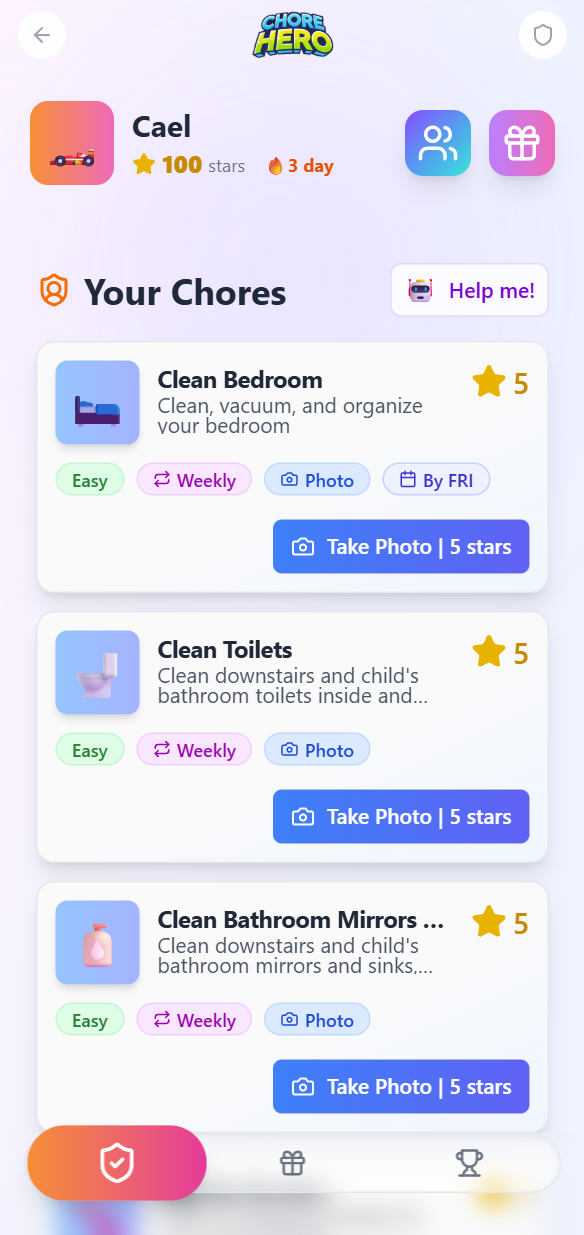 CHORE
HERO
Cael
100 stars 3 day
Your Chores
Help me!
Clean Bedroom
5
Clean, vacuum, and organize
your bedroom
Easy
Weekly
Photo
By FRI
Take Photo | 5 stars
Clean Toilets
5
Clean downstairs and child's
bathroom toilets inside and...
Easy
Weekly
Photo
Take Photo | 5 stars
Clean Bathroom Mirrors ...
5
Clean downstairs and child's
bathroom mirrors and sinks,...
Easy
Weekly
Photo
Take Photo | 5 stars